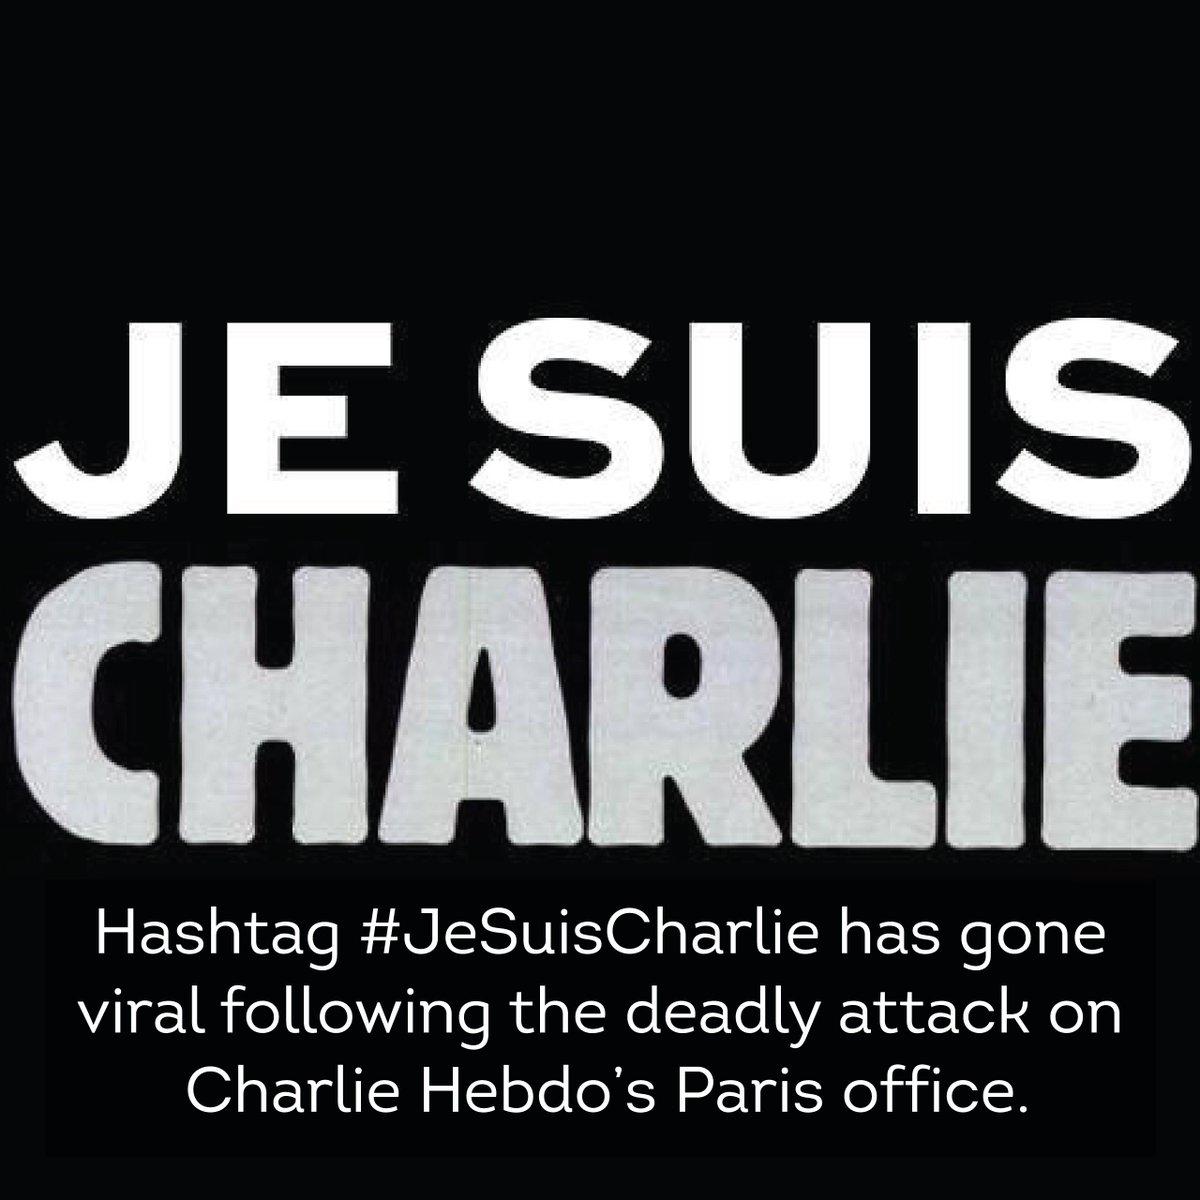 JE SUIS
CHARLIE
Hashtag #JeSuisCharlie has gone
viral following the deadly attack on
Charlie Hebdo's Paris office.